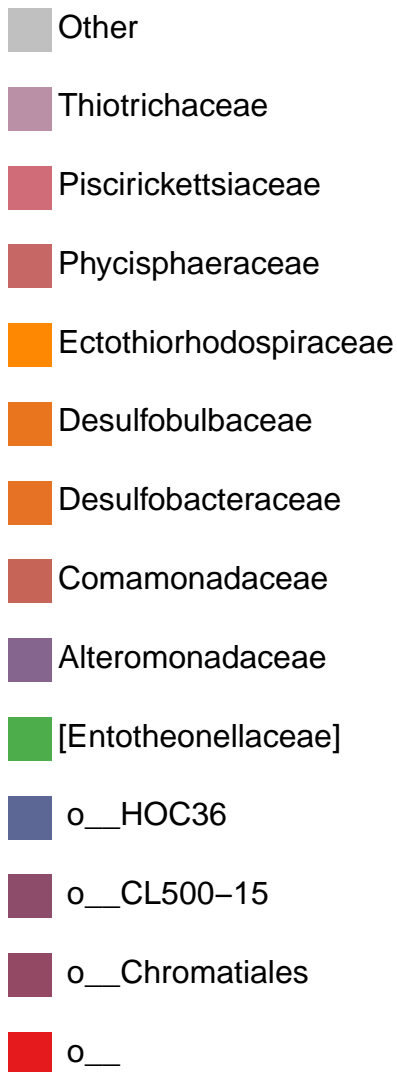 Other
Thiotrichaceae
Piscirickettsiaceae
Phycisphaeraceae
Ectothiorhodospiraceae
Desulfobulbaceae
Desulfobacteraceae
Comamonadaceae
Alteromonadaceae
[Entotheonellaceae]
o__HOC36
o__CL500−15
o__Chromatiales
o__